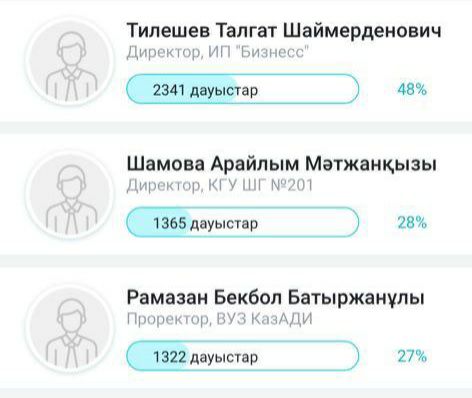 Тилешев Талгат Шаймерденович
Директор, ИП "Бизнесс"
2341 дауыстар 48%
Шамова Арайлым Мәтжанқызы
Директор, КГУ ШГ №201
1365 дауыстар 28%
Рамазан Бекбол Батыржанұлы
Проректор, ВУЗ КазАДИ
1322 дауыстар 27%